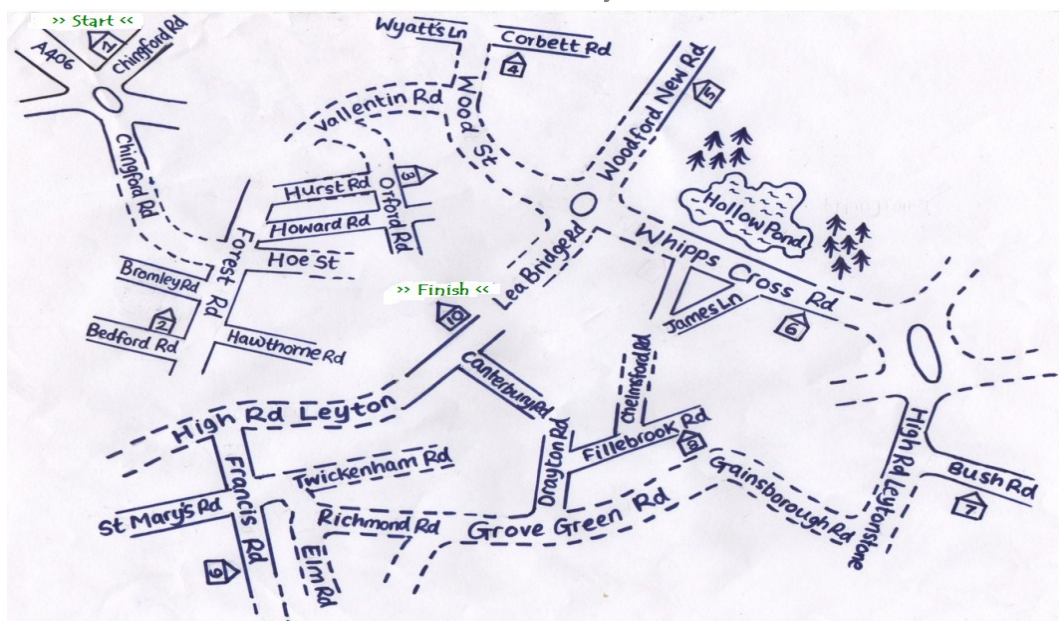 >> Start <<
A406
1
Chingford Rd
Chingford Rd
Wyatt's Ln
Corbett Rd
4
Wood St
Vallentin Rd
Woodford New Rd
5
Hurst Rd
Howard Rd
Orford Rd
3
Forest Rd
Hoe St
Bromley Rd
2
Bedford Rd
Hawthorne Rd
Hollow Pond
Whipps Cross Rd
Lea Bridge Rd
>> Finish <<
10
James Ln
6
Chelmsford Rd
Canterbury Rd
High Rd Leyton
Drayton Rd
Fillebrook Rd
8
Gainsborough Rd
High Rd Leytonstone
Bush Rd
7
Francis Rd
Twickenham Rd
St Mary's Rd
Richmond Rd
Grove Green Rd
Elm Rd
9